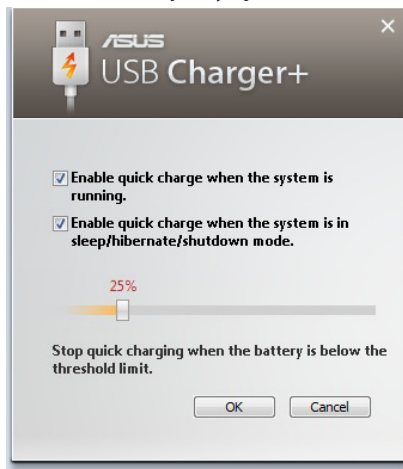 ASUS
USB Charger+
Enable quick charge when the system is
running.
Enable quick charge when the system is in
sleep/hibernate/shutdown mode.
25%
Stop quick charging when the battery is below the
threshold limit.
OK Cancel